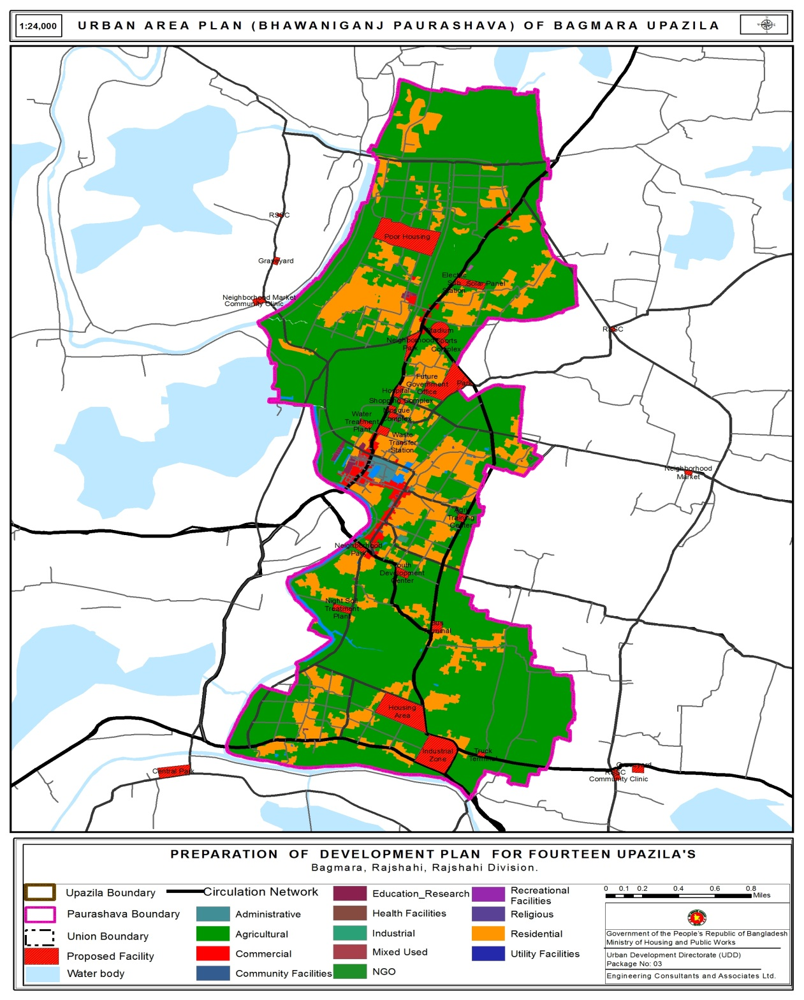 1:24,000
URBAN AREA PLAN (BHAWANIGANJ PAURASHAVA) OF BAGMARA UPAZILA
RSSC
Poor Housing
Graveyard
Electric
Sub
Station
Solar Panel
Neighborhood Market
Community Clinic
Stadium
RSSC
Neighborhood
Park
Sports
Complex
Future
Government
Office
Park
Hospital
Shopping Complex
Mosque
Complex
Water
Treatment
Plant
Waste
Transfer
Station
Neighborhood
Market
Agri
Training
Center
Neighborhood
Park
Youth
Development
Center
Night Soil
Treatment
Plant
Bus
Terminal
Housing
Area
Industrial
Zone
Truck
Terminal
Central Park
Graveyard
RSSC
Community Clinic
PREPARATION OF DEVELOPMENT PLAN FOR FOURTEEN UPAZILA'S
Bagmara, Rajshahi, Rajshahi Division.
Upazila Boundary
Paurashava Boundary
Union Boundary
Proposed Facility
Water body
Circulation Network
Administrative
Agricultural
Commercial
Community Facilities
Education_Research
Health Facilities
Industrial
Mixed Used
NGO
Recreational
Facilities
Religious
Residential
Utility Facilities
0 0.1 0.2 0.4 0.6 0.8
Miles
Government of the People's Republic of Bangladesh
Ministry of Housing and Public Works
Urban Development Directorate (UDD)
Package No: 03
Engineering Consultants and Associates Ltd.